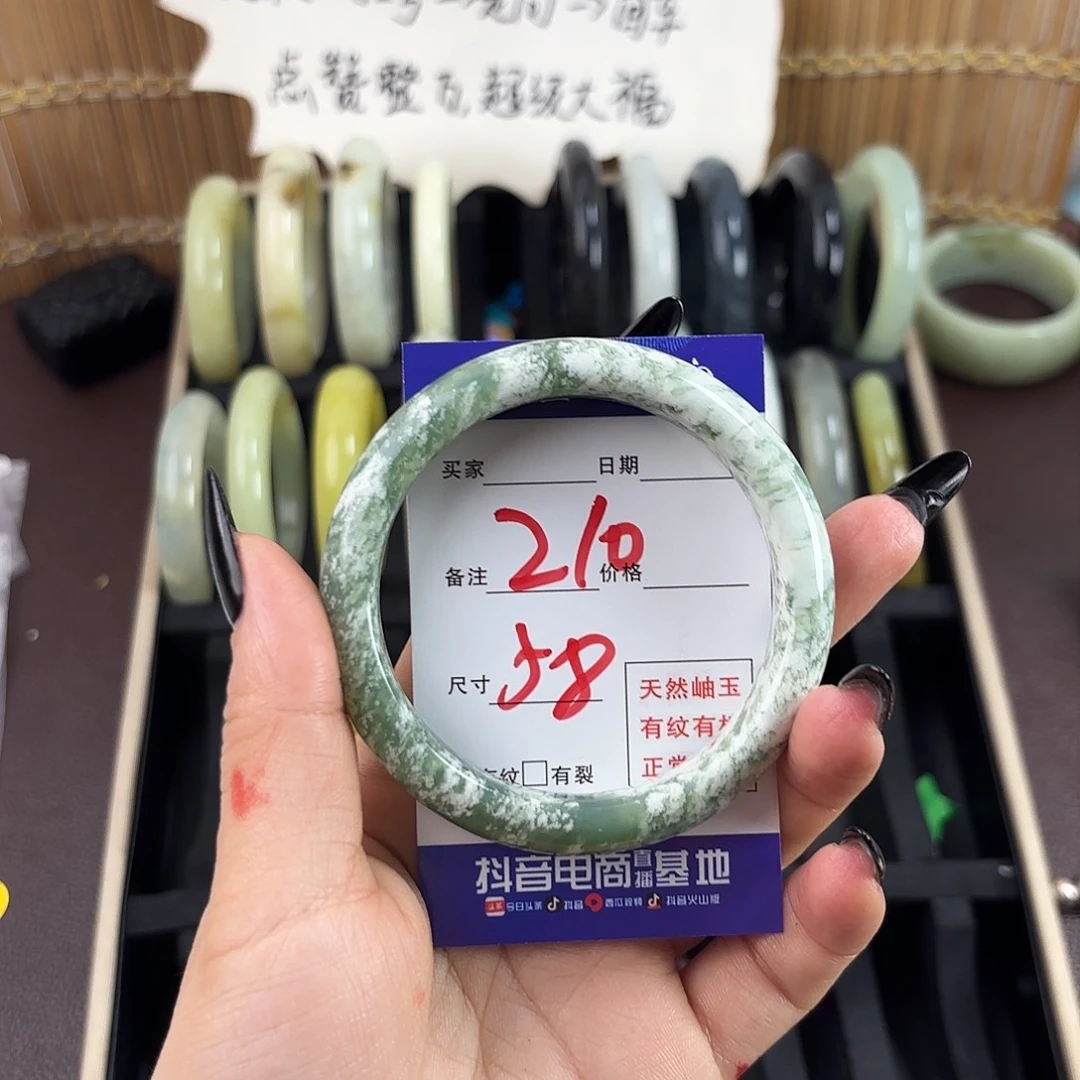 点赞整百,超级大福
买家 日期
210
备注 价格
58
尺寸
天然岫玉
有纹有
正常
纹□有裂
抖音电商直播基地
今日头条 抖音 西瓜视频 抖音火山版